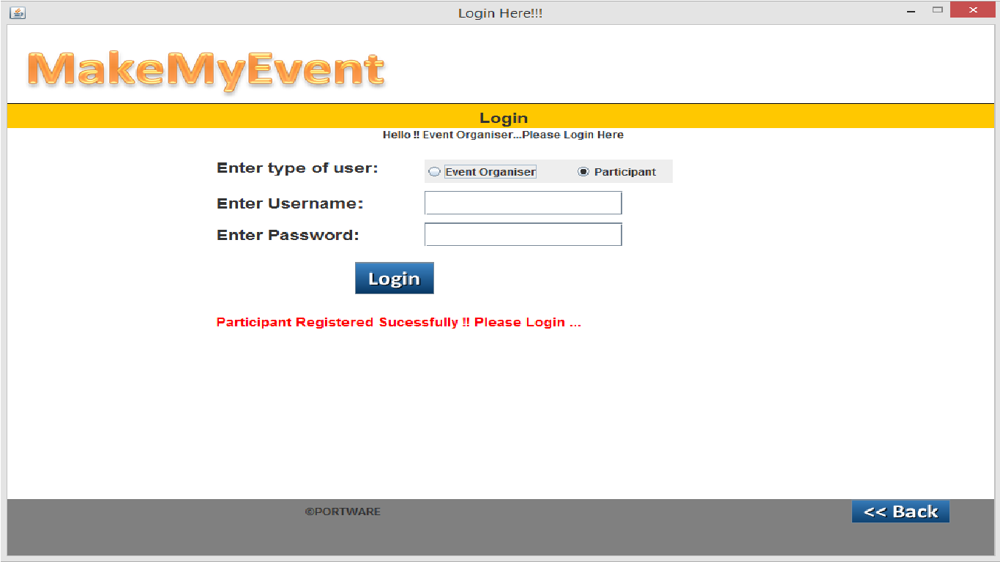 Login Here!!!
MakeMyEvent
Login
Hello !! Event Organiser...Please Login Here
Enter type of user: Event Organiser Participant
Enter Username:
Enter Password:
Login
Participant Registered Sucessfully !! Please Login ...
©PORTWARE << Back